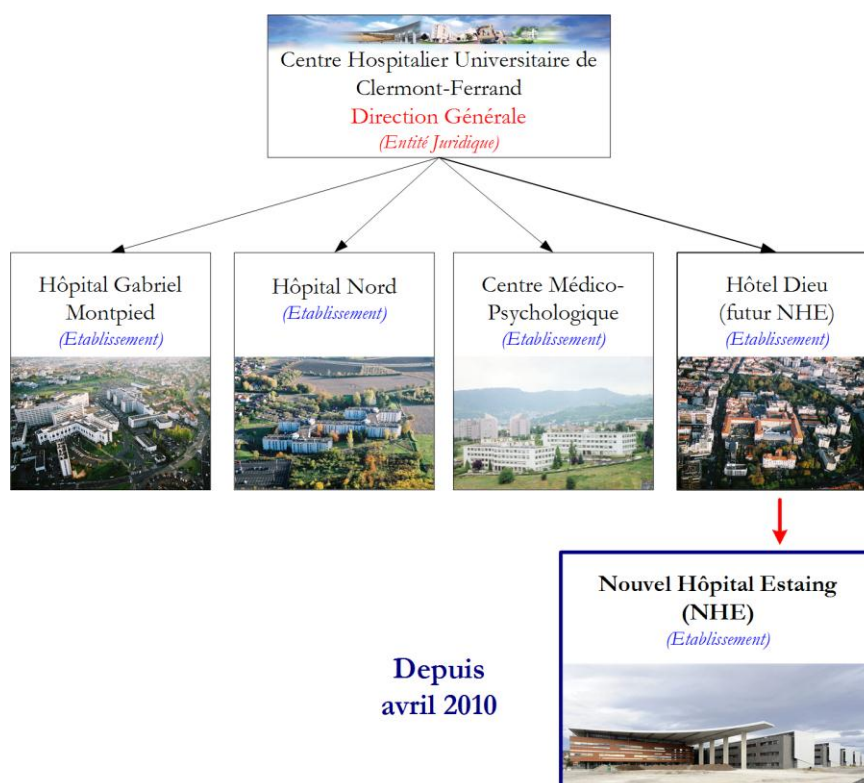 Centre Hospitalier Universitaire de
Clermont-Ferrand
Direction Générale
(Entité Juridique)
Hôpital Gabriel
Montpied
(Etablissement)
Hôpital Nord
(Etablissement)
Centre Médico-
Psychologique
(Etablissement)
Hôtel Dieu
(futur NHE)
(Etablissement)
Nouvel Hôpital Estaing
(NHE)
(Etablissement)
Depuis
avril 2010